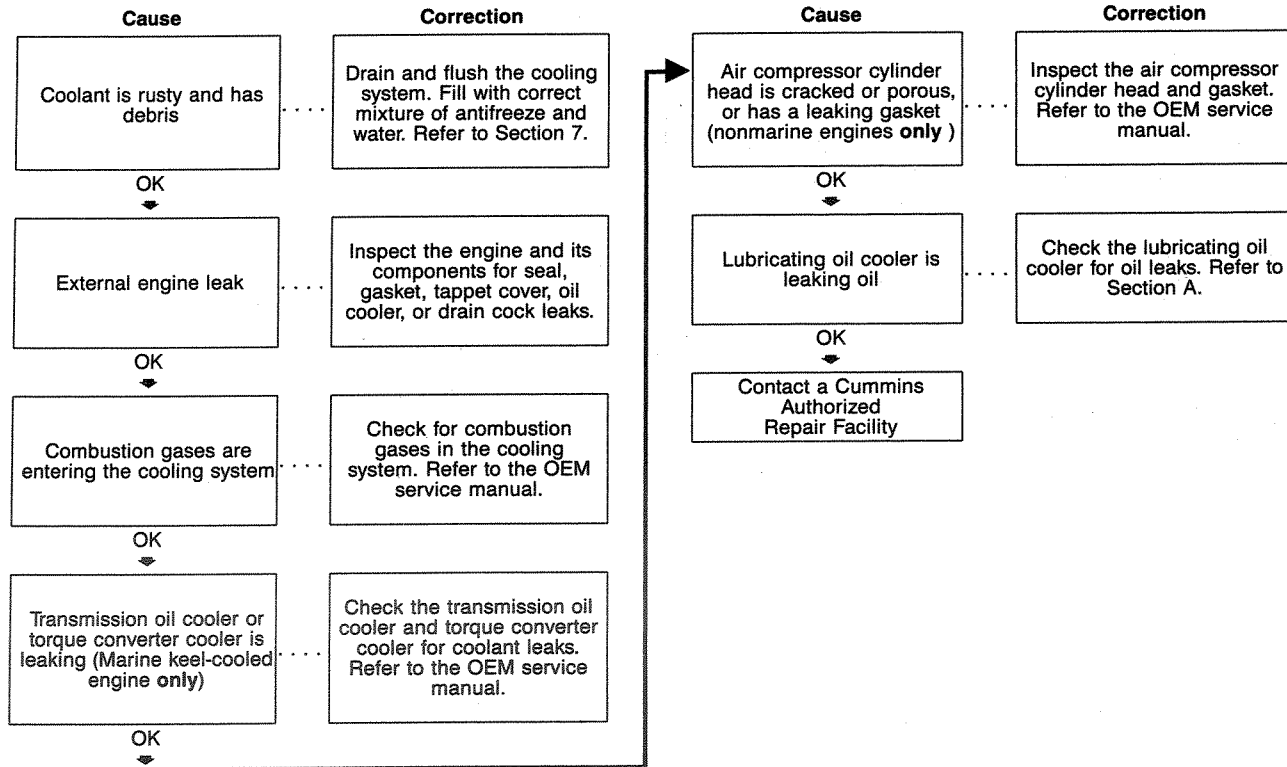 Cause
Correction
Coolant is rusty and has
debris
Drain and flush the cooling
system. Fill with correct
mixture of antifreeze and
water. Refer to Section 7.
OK
External engine leak
Inspect the engine and its
components for seal,
gasket, tappet cover, oil
cooler, or drain cock leaks.
OK
Combustion gases are
entering the cooling system
Check for combustion
gases in the cooling
system. Refer to the OEM
service manual.
OK
Transmission oil cooler or
torque converter cooler is
leaking (Marine keel-cooled
engine only)
Check the transmission oil
cooler and torque converter
cooler for coolant leaks.
Refer to the OEM service
manual.
OK
Cause
Correction
Air compressor cylinder
head is cracked or porous,
or has a leaking gasket
(nonmarine engines only )
Inspect the air compressor
cylinder head and gasket.
Refer to the OEM service
manual.
OK
Lubricating oil cooler is
leaking oil
Check the lubricating oil
cooler for oil leaks. Refer to
Section A.
OK
Contact a Cummins
Authorized
Repair Facility